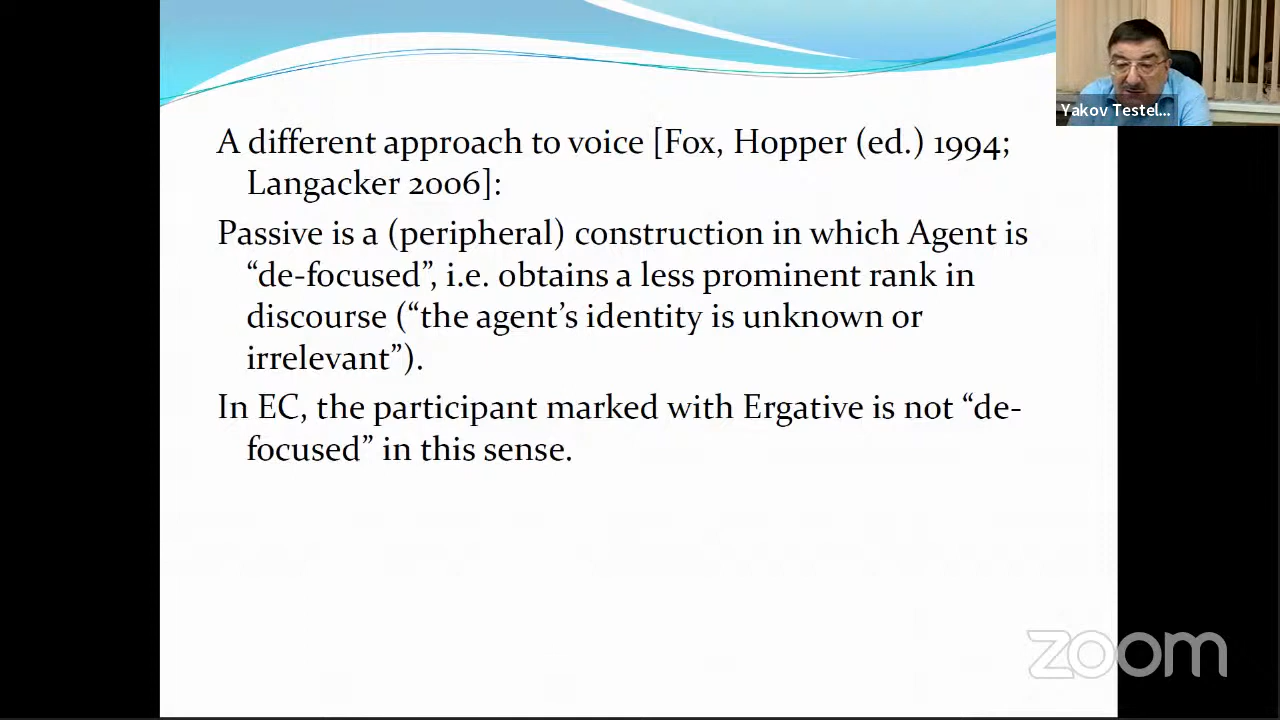 Yakov Testel...
A different approach to voice [Fox, Hopper (ed.) 1994;
Langacker 2006]:
Passive is a (peripheral) construction in which Agent is
“de-focused”, i.e. obtains a less prominent rank in
discourse (“the agent’s identity is unknown or
irrelevant”).
In EC, the participant marked with Ergative is not “de-
focused” in this sense.
zoom